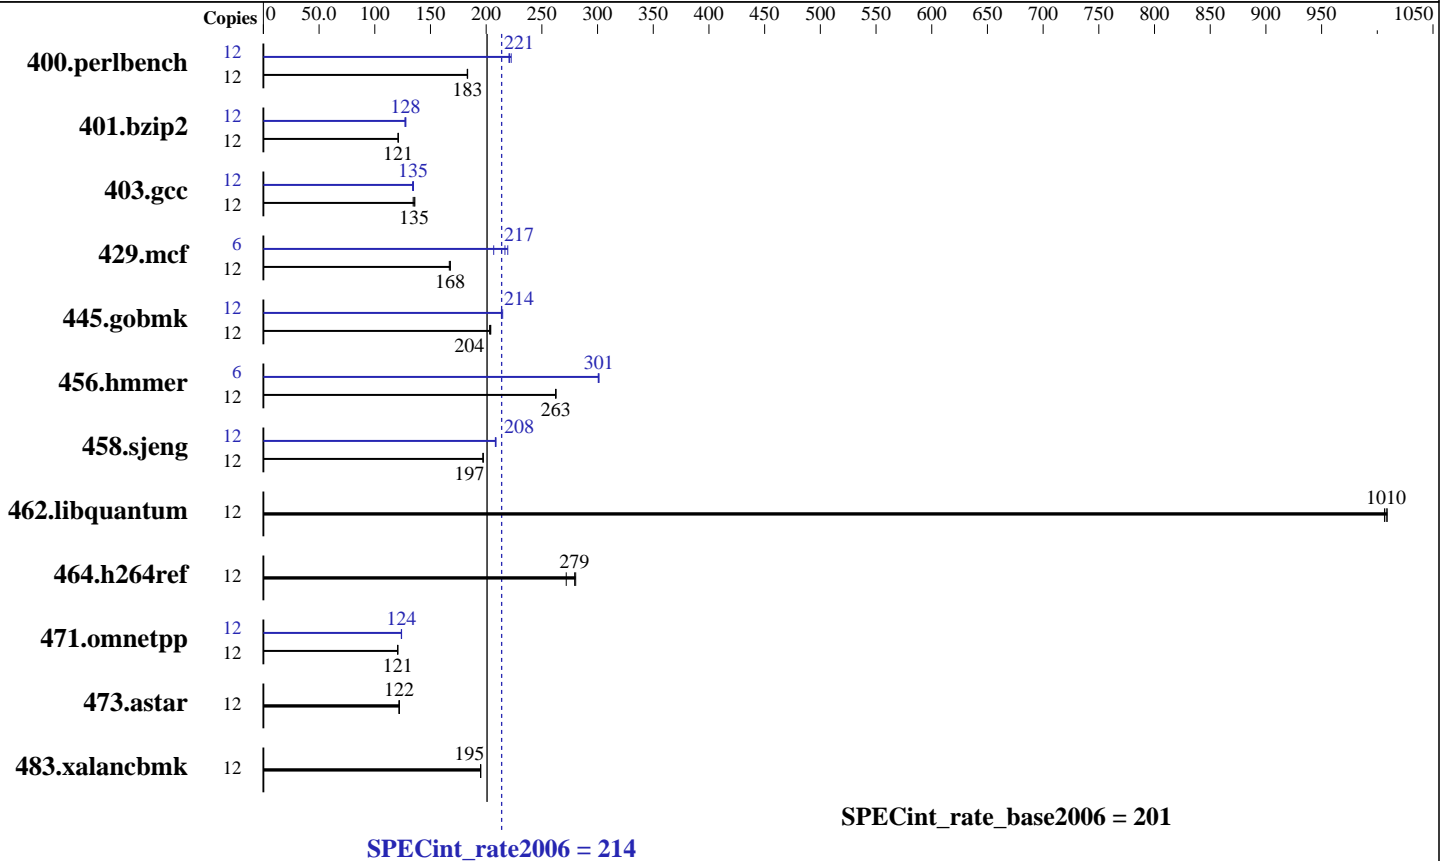 Copies 0 50.0 100 150 200 250 300 350 400 450 500 550 600 650 700 750 800 850 900 950 1050
400.perlbench 12 221
12 183
401.bzip2 12 128
12 121
403.gcc 12 135
12 135
429.mcf 6 217
12 168
445.gobmk 12 214
12 204
456.hmmer 6 301
12 263
458.sjeng 12 208
12 197
462.libquantum 12 1010
464.h264ref 12 279
471.omnetpp 12 124
12 121
473.astar 12 122
483.xalancbmk 12 195
SPECint_rate_base2006 = 201
SPECint_rate2006 = 214